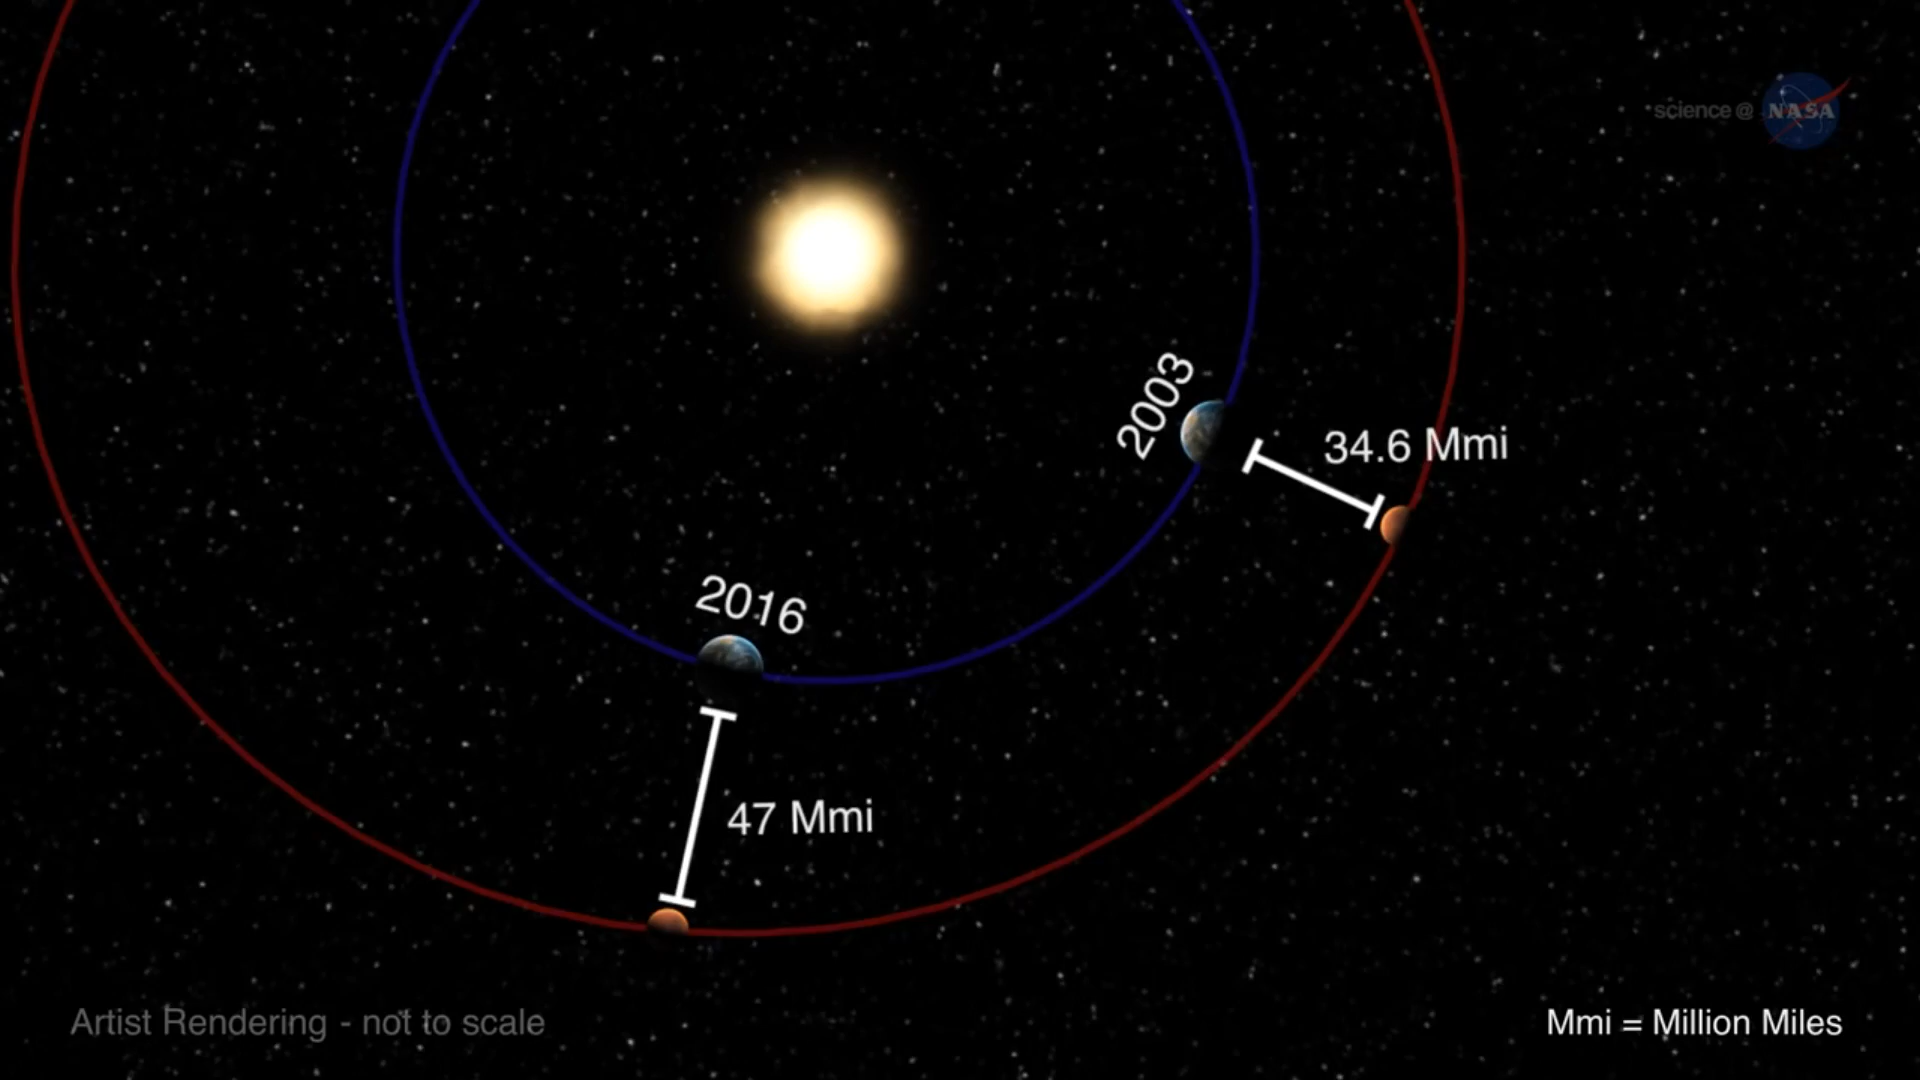 science @ NASA
2003
34.6 Mmi
2016
47 Mmi
Artist Rendering - not to scale
Mmi = Million Miles